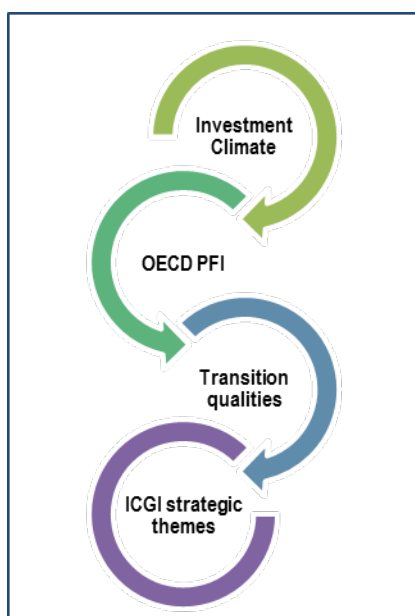 Investment
Climate
OECD PFI
Transition
qualities
ICGI strategic
themes